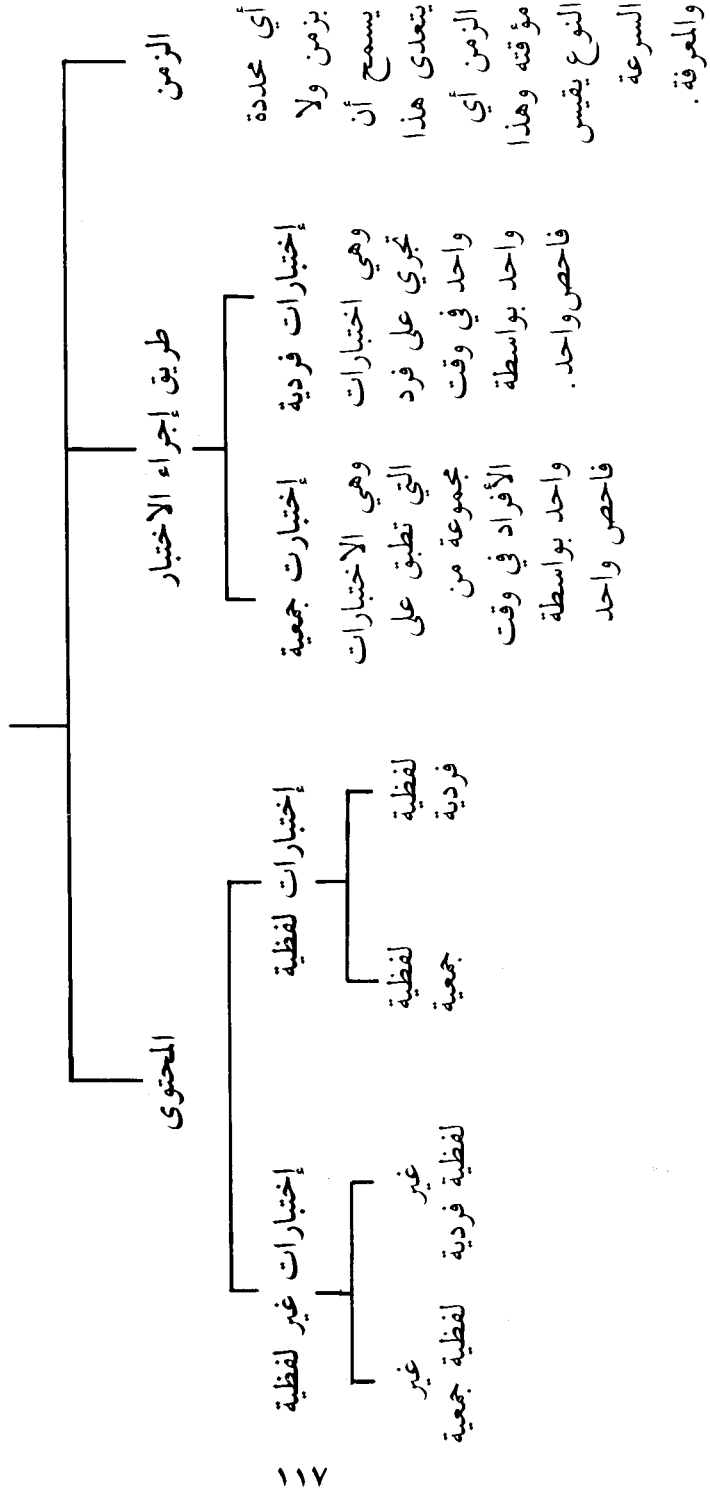 الزمن
أي محددة
بزمن ولا
يسمح أن
يتعدى هذا
الزمن أي
مؤقته وهذا
النوع يقيس
السرعة
والمعرفة .
طريق إجراء الاختبار
إختبارات فردية
وهي اختبارات
تجري على فرد
واحد في وقت
واحد بواسطة
فاحص واحد .
إختبارت جمعية
وهي الاختبارات
التي تطبق على
مجموعة من
الأفراد في وقت
واحد بواسطة
فاحص واحد
المحتوى
إختبارات لفظية
لفظية
فردية
لفظية
جمعية
إختبارات غير لفظية
غير
لفظية فردية
غير
لفظية جمعية
١١٧